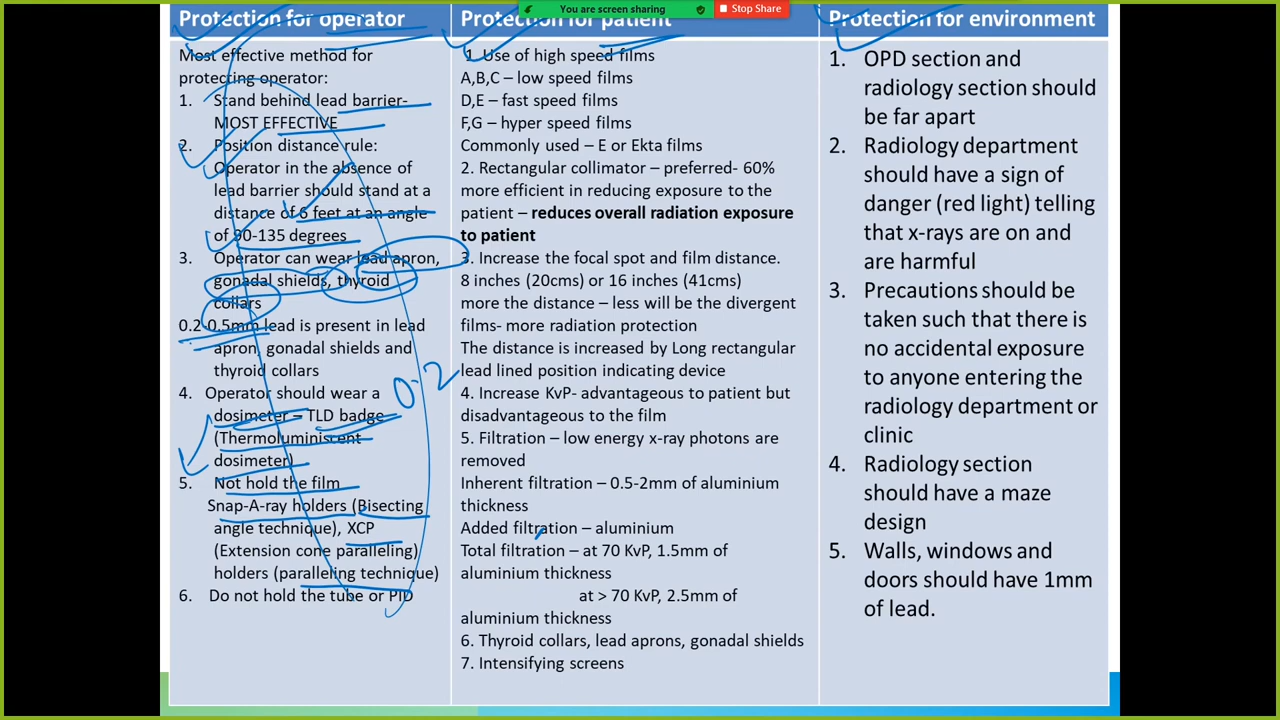 You are screen sharing
Stop Share
Protection for operator
Most effective method for
protecting operator:
1. Stand behind lead barrier-
MOST EFFECTIVE
2. Position distance rule:
Operator in the absence of
lead barrier should stand at a
distance of 6 feet at an angle
of 90-135 degrees
3. Operator can wear lead apron,
gonadal shields, thyroid
collars
0.2-0.5mm lead is present in lead
apron, gonadal shields and
thyroid collars
4. Operator should wear a
dosimeter – TLD badge
(Thermoluminiscent
dosimeter)
5. Not hold the film
Snap-A-ray holders (Bisecting
angle technique), XCP
(Extension cone paralleling)
holders (paralleling technique)
6. Do not hold the tube or PID
0.2
Protection for patient
1. Use of high speed films
A,B,C – low speed films
D,E – fast speed films
F,G – hyper speed films
Commonly used – E or Ekta films
2. Rectangular collimator – preferred- 60%
more efficient in reducing exposure to the
patient – reduces overall radiation exposure
to patient
3. Increase the focal spot and film distance.
8 inches (20cms) or 16 inches (41cms)
more the distance – less will be the divergent
films- more radiation protection
The distance is increased by Long rectangular
lead lined position indicating device
4. Increase KvP- advantageous to patient but
disadvantageous to the film
5. Filtration – low energy x-ray photons are
removed
Inherent filtration – 0.5-2mm of aluminium
thickness
Added filtration – aluminium
Total filtration – at 70 KvP, 1.5mm of
aluminium thickness
at > 70 KvP, 2.5mm of
aluminium thickness
6. Thyroid collars, lead aprons, gonadal shields
7. Intensifying screens
Protection for environment
1. OPD section and
radiology section should
be far apart
2. Radiology department
should have a sign of
danger (red light) telling
that x-rays are on and
are harmful
3. Precautions should be
taken such that there is
no accidental exposure
to anyone entering the
radiology department or
clinic
4. Radiology section
should have a maze
design
5. Walls, windows and
doors should have 1mm
of lead.